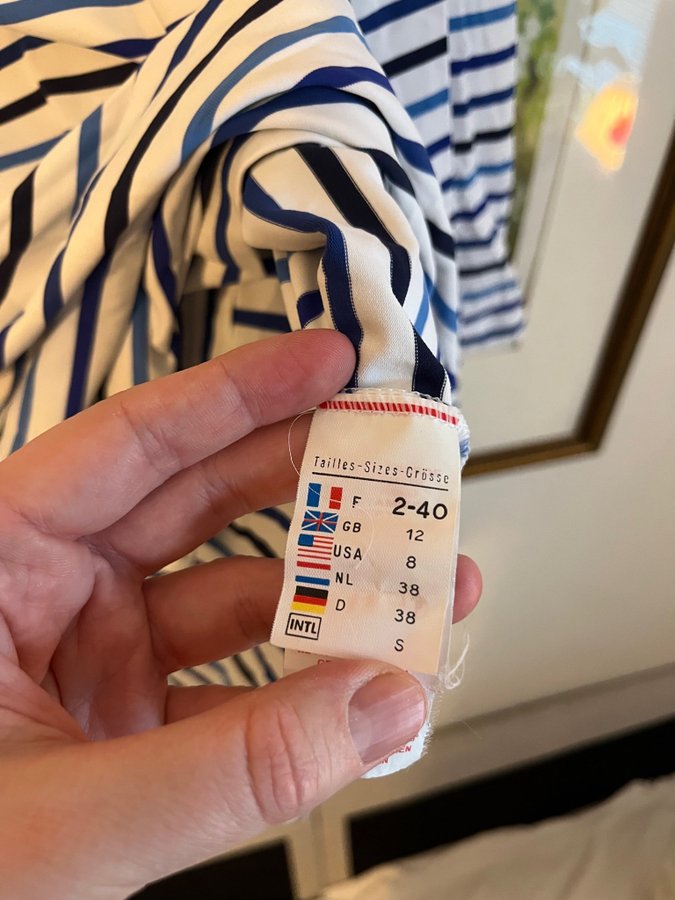 Tailles-Sizes-Grösse
F 2-40
GB 12
USA 8
NL 38
D 38
INTL S